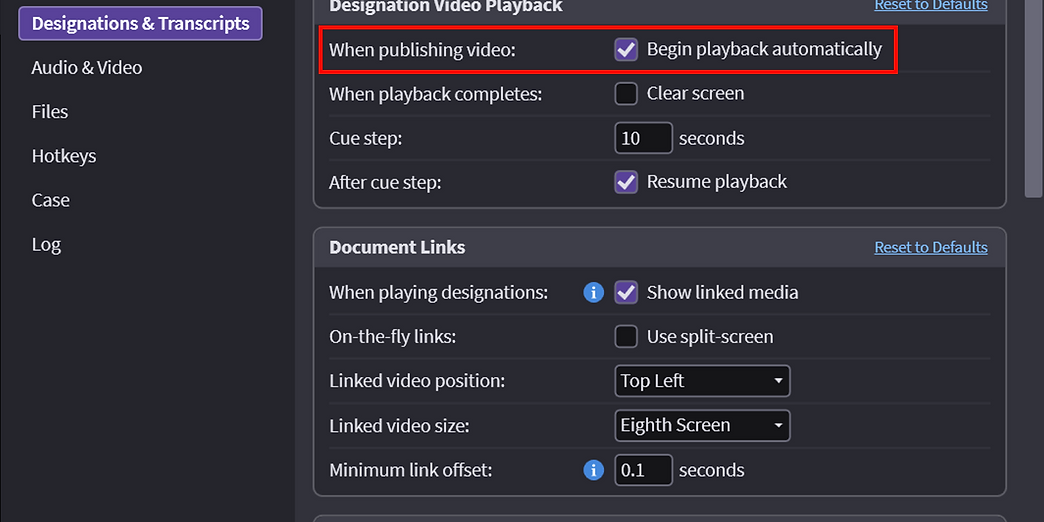 Designations & Transcripts
Audio & Video
Files
Hotkeys
Case
Log
Designation Video Playback
Reset to Defaults
When publishing video:
Begin playback automatically
When playback completes:
Clear screen
Cue step:
10 seconds
After cue step:
Resume playback
Document Links
Reset to Defaults
When playing designations:
i
Show linked media
On-the-fly links:
Use split-screen
Linked video position:
Top Left
Linked video size:
Eighth Screen
Minimum link offset:
i
0.1 seconds